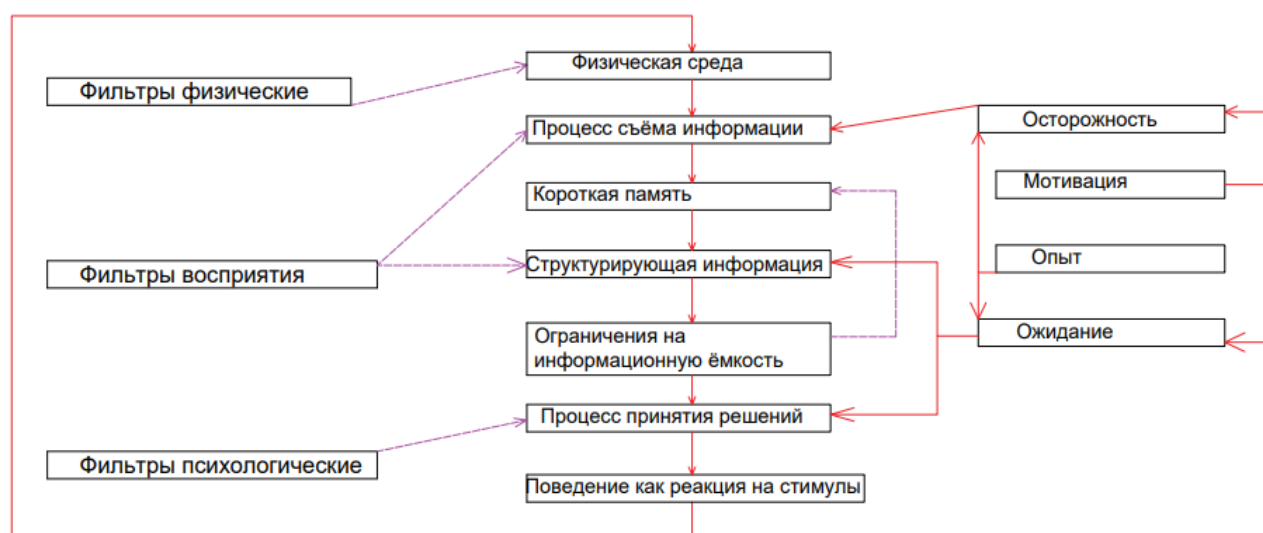 Физическая среда
Фильтры физические
Процесс съёма информации
Осторожность
Короткая память
Мотивация
Фильтры восприятия
Структурирующая информация
Опыт
Ограничения на
информационную ёмкость
Ожидание
Процесс принятия решений
Фильтры психологические
Поведение как реакция на стимулы